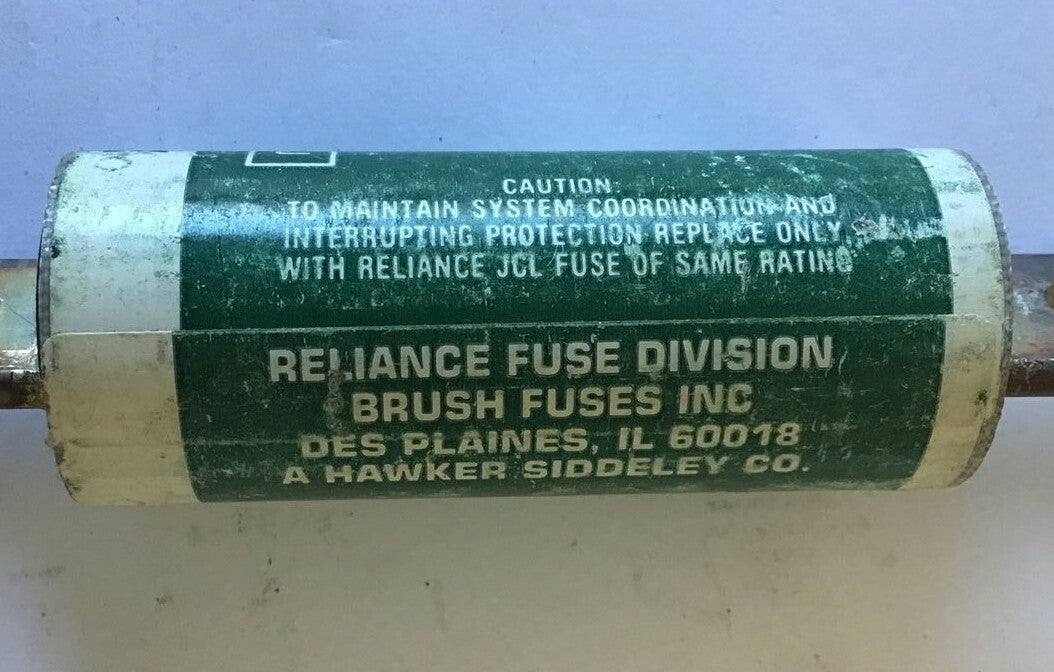 CAUTION:
TO MAINTAIN SYSTEM COORDINATION AND
INTERRUPTING PROTECTION REPLACE ONLY
WITH RELIANCE JCL FUSE OF SAME RATING
RELIANCE FUSE DIVISION
BRUSH FUSES INC
DES PLAINES, IL 60018
A HAWKER SIDDELEY CO.